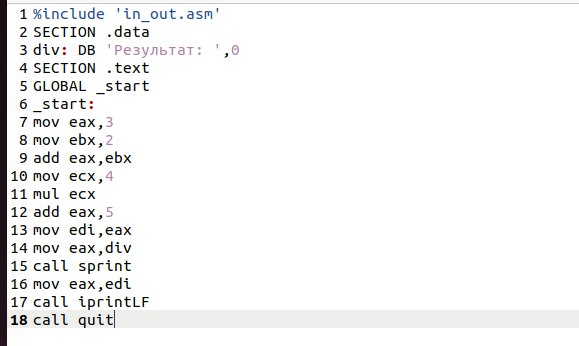 1 %include 'in_out.asm'
2 SECTION .data
3 div: DB 'Результат: ',0
4 SECTION .text
5 GLOBAL _start
6 _start:
7 mov eax,3
8 mov ebx,2
9 add eax,ebx
10 mov ecx,4
11 mul ecx
12 add eax,5
13 mov edi,eax
14 mov eax,div
15 call sprint
16 mov eax,edi
17 call iprintLF
18 call quit